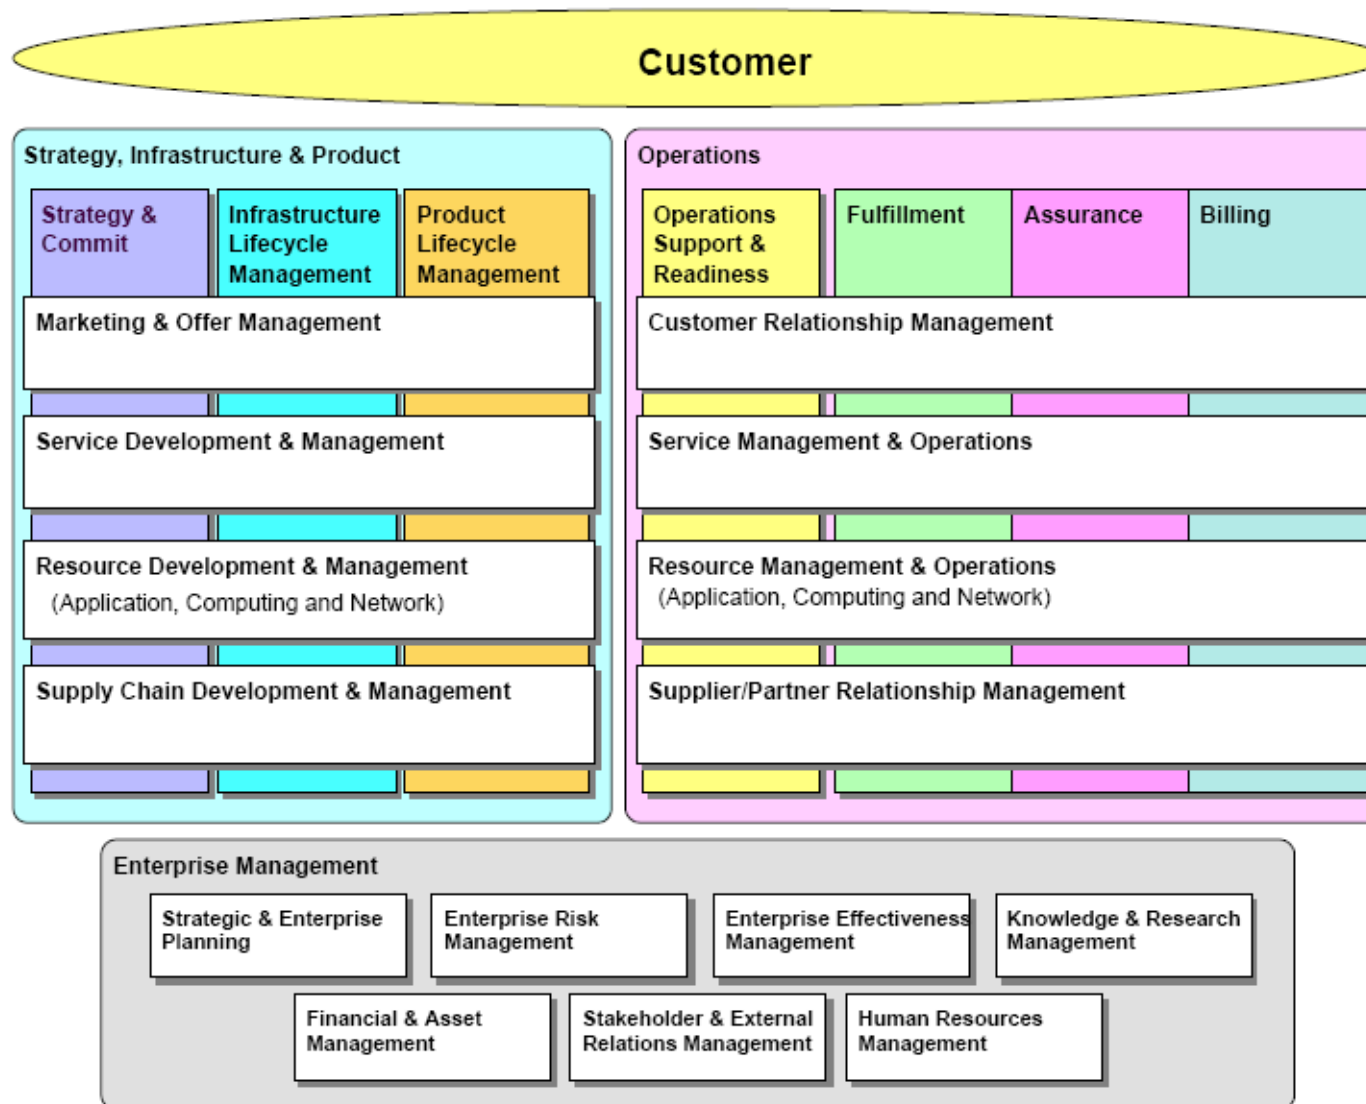 Customer
Strategy, Infrastructure & Product
Strategy &
Commit
Infrastructure
Lifecycle
Management
Product
Lifecycle
Management
Marketing & Offer Management
Service Development & Management
Resource Development & Management
(Application, Computing and Network)
Supply Chain Development & Management
Operations
Operations
Support &
Readiness
Fulfillment
Assurance
Billing
Customer Relationship Management
Service Management & Operations
Resource Management & Operations
(Application, Computing and Network)
Supplier/Partner Relationship Management
Enterprise Management
Strategic & Enterprise
Planning
Enterprise Risk
Management
Enterprise Effectiveness
Management
Knowledge & Research
Management
Financial & Asset
Management
Stakeholder & External
Relations Management
Human Resources
Management